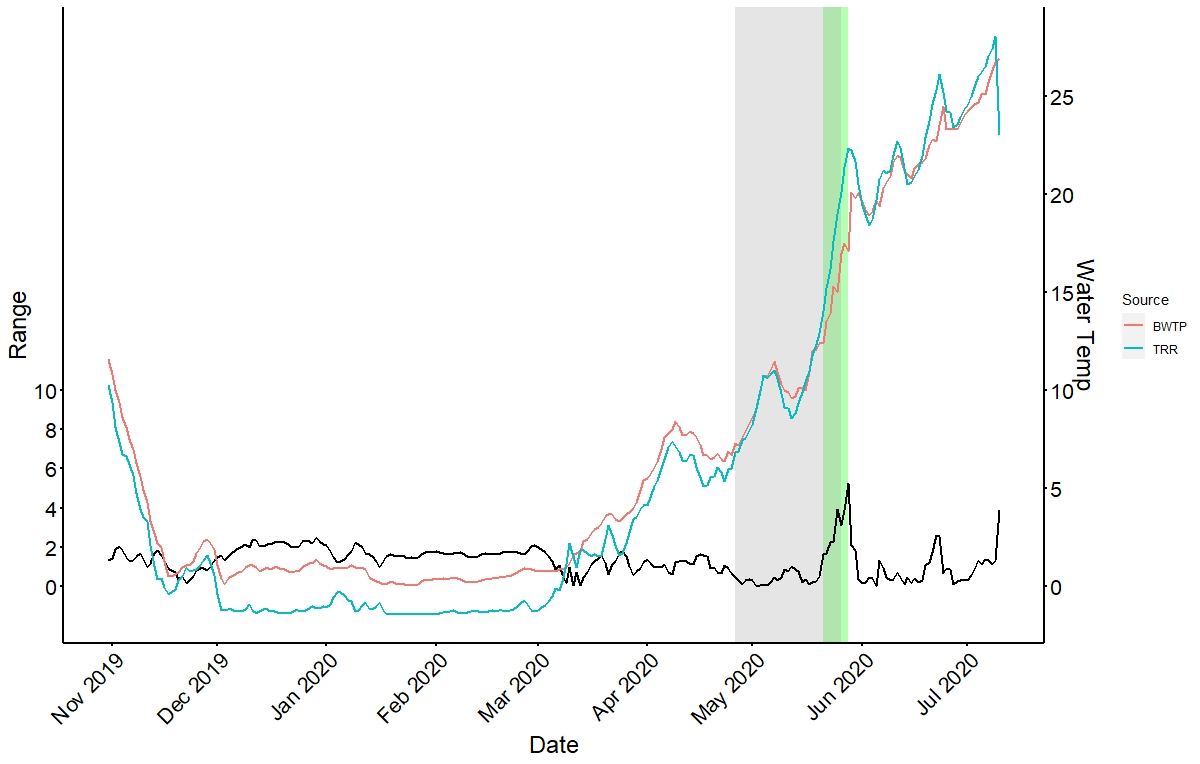 Range
10
8
6
4
2
0
25
20
15
10
5
0
Water Temp
Nov 2019
Dec 2019
Jan 2020
Feb 2020
Mar 2020
Apr 2020
May 2020
Jun 2020
Jul 2020
Date
Source
BWTP
TRR